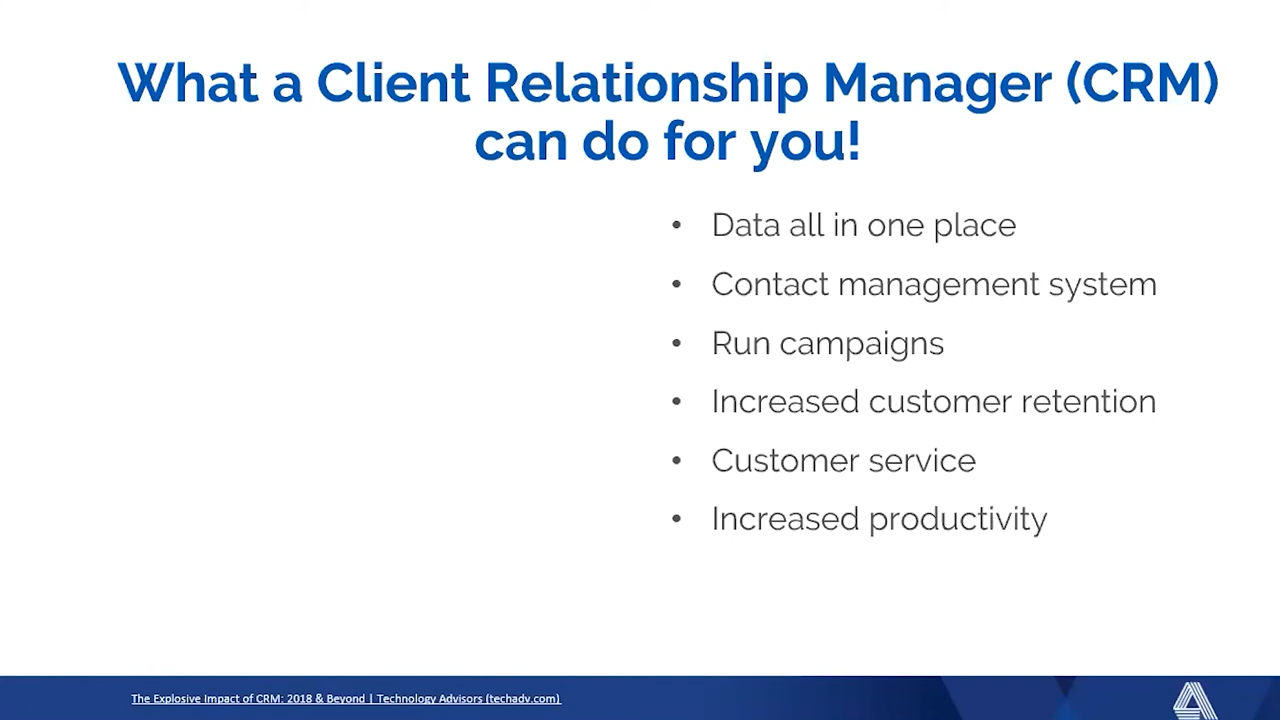 What a Client Relationship Manager (CRM)
can do for you!
• Data all in one place
• Contact management system
• Run campaigns
• Increased customer retention
• Customer service
• Increased productivity
The Explosive Impact of CRM: 2018 & Beyond | Technology Advisors (techadv.com)